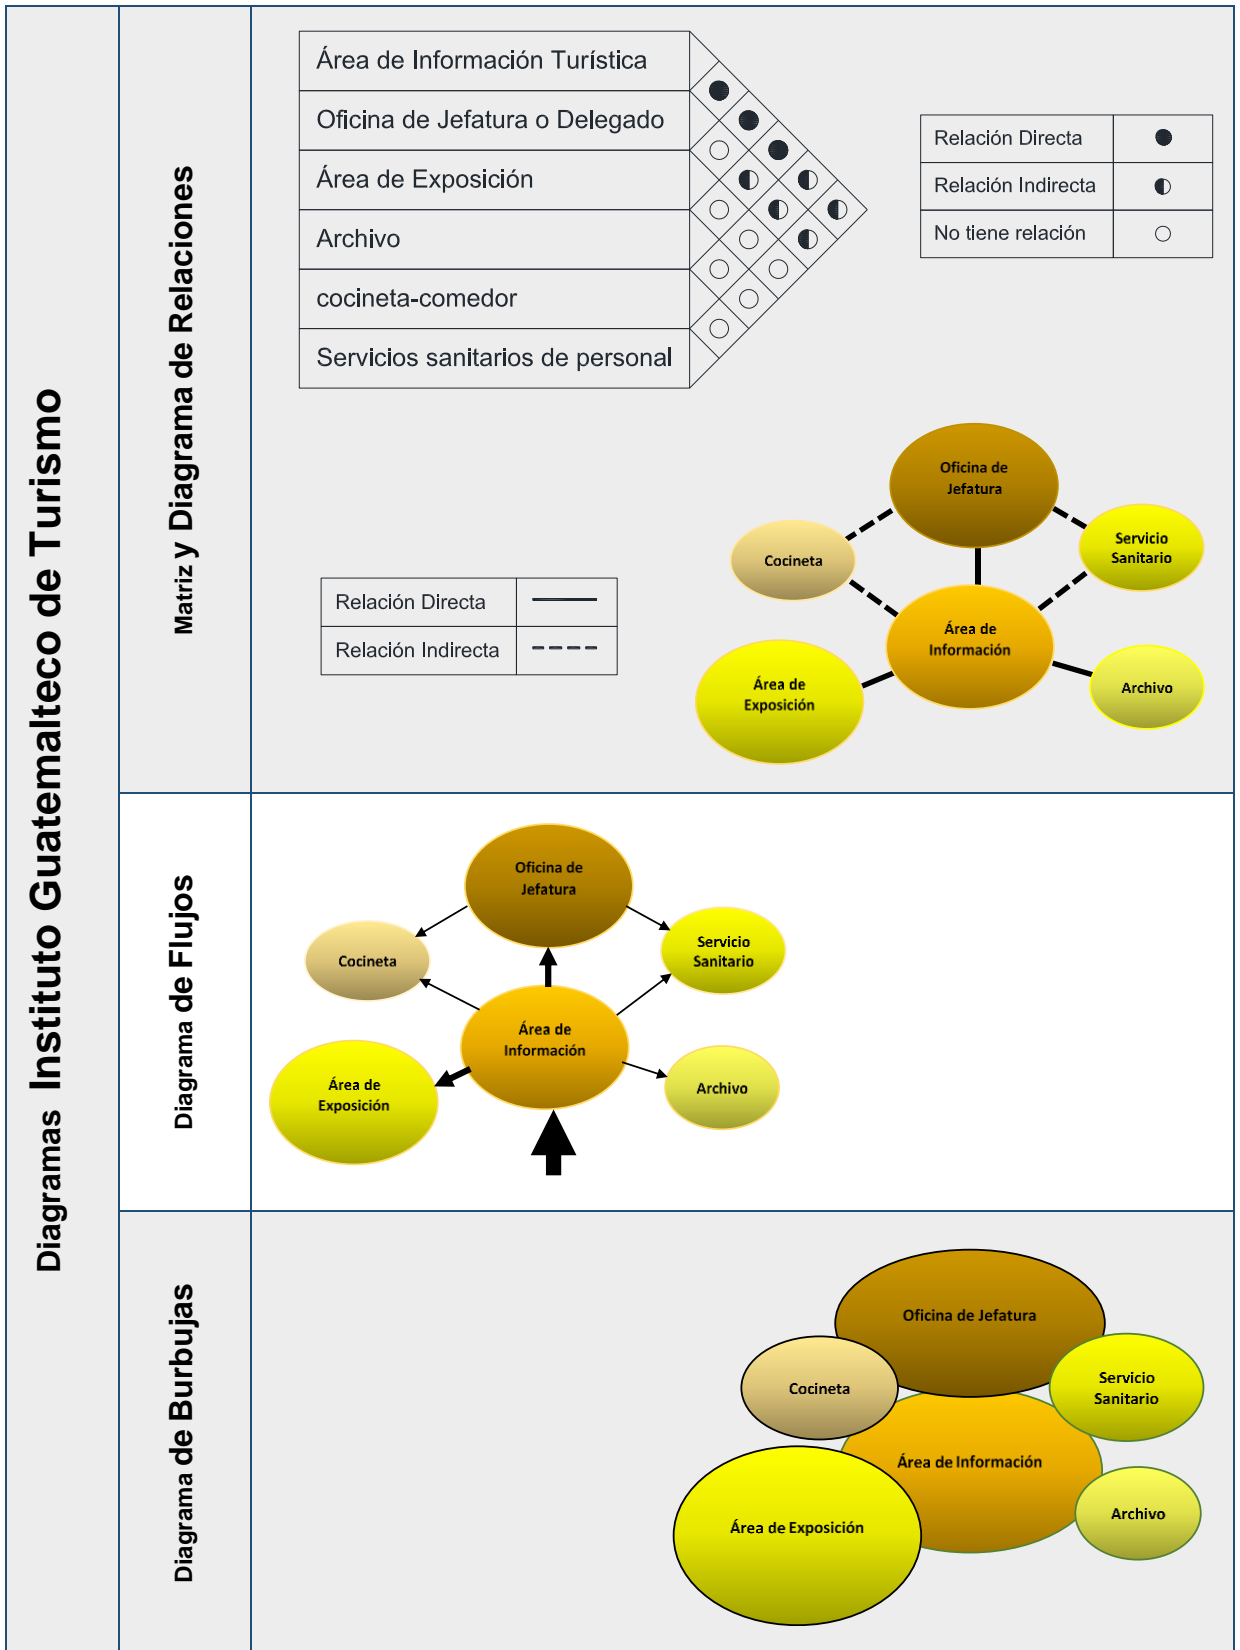 Diagramas Instituto Guatemalteco de Turismo
Matriz y Diagrama de Relaciones
Área de Información Turística
Oficina de Jefatura o Delegado
Área de Exposición
Archivo
cocineta-comedor
Servicios sanitarios de personal
Relación Directa
Relación Indirecta
No tiene relación
Relación Directa
Relación Indirecta
Oficina de
Jefatura
Cocineta
Servicio
Sanitario
Área de
Información
Área de
Exposición
Archivo
Diagrama de Flujos
Oficina de
Jefatura
Cocineta
Servicio
Sanitario
Área de
Información
Área de
Exposición
Archivo
Diagrama de Burbujas
Oficina de Jefatura
Cocineta
Servicio
Sanitario
Área de Información
Área de Exposición
Archivo